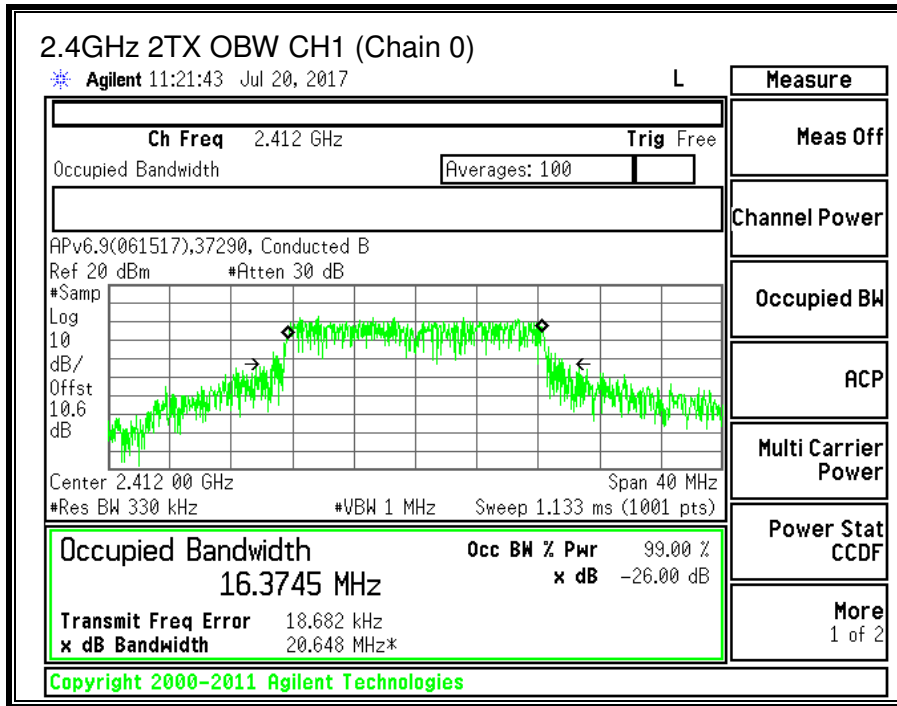 2.4GHz 2TX OBW CH1 (Chain 0)
Agilent 11:21:43 Jul 20, 2017 L
Measure
Ch Freq 2.412 GHz Trig Free
Meas Off
Occupied Bandwidth Averages: 100
Channel Power
APv6.9(061517),37290, Conducted B
Ref 20 dBm #Atten 30 dB
#Samp
Log
10
dB/
Offst
10.6
dB
Occupied BW
ACP
Multi Carrier
Power
Center 2.412 00 GHz Span 40 MHz
#Res BW 330 kHz #VBW 1 MHz Sweep 1.133 ms (1001 pts)
Power Stat
CCDF
Occupied Bandwidth Occ BW % Pwr 99.00 %
16.3745 MHz x dB -26.00 dB
Transmit Freq Error 18.682 kHz
x dB Bandwidth 20.648 MHz*
More
1 of 2
Copyright 2000-2011 Agilent Technologies